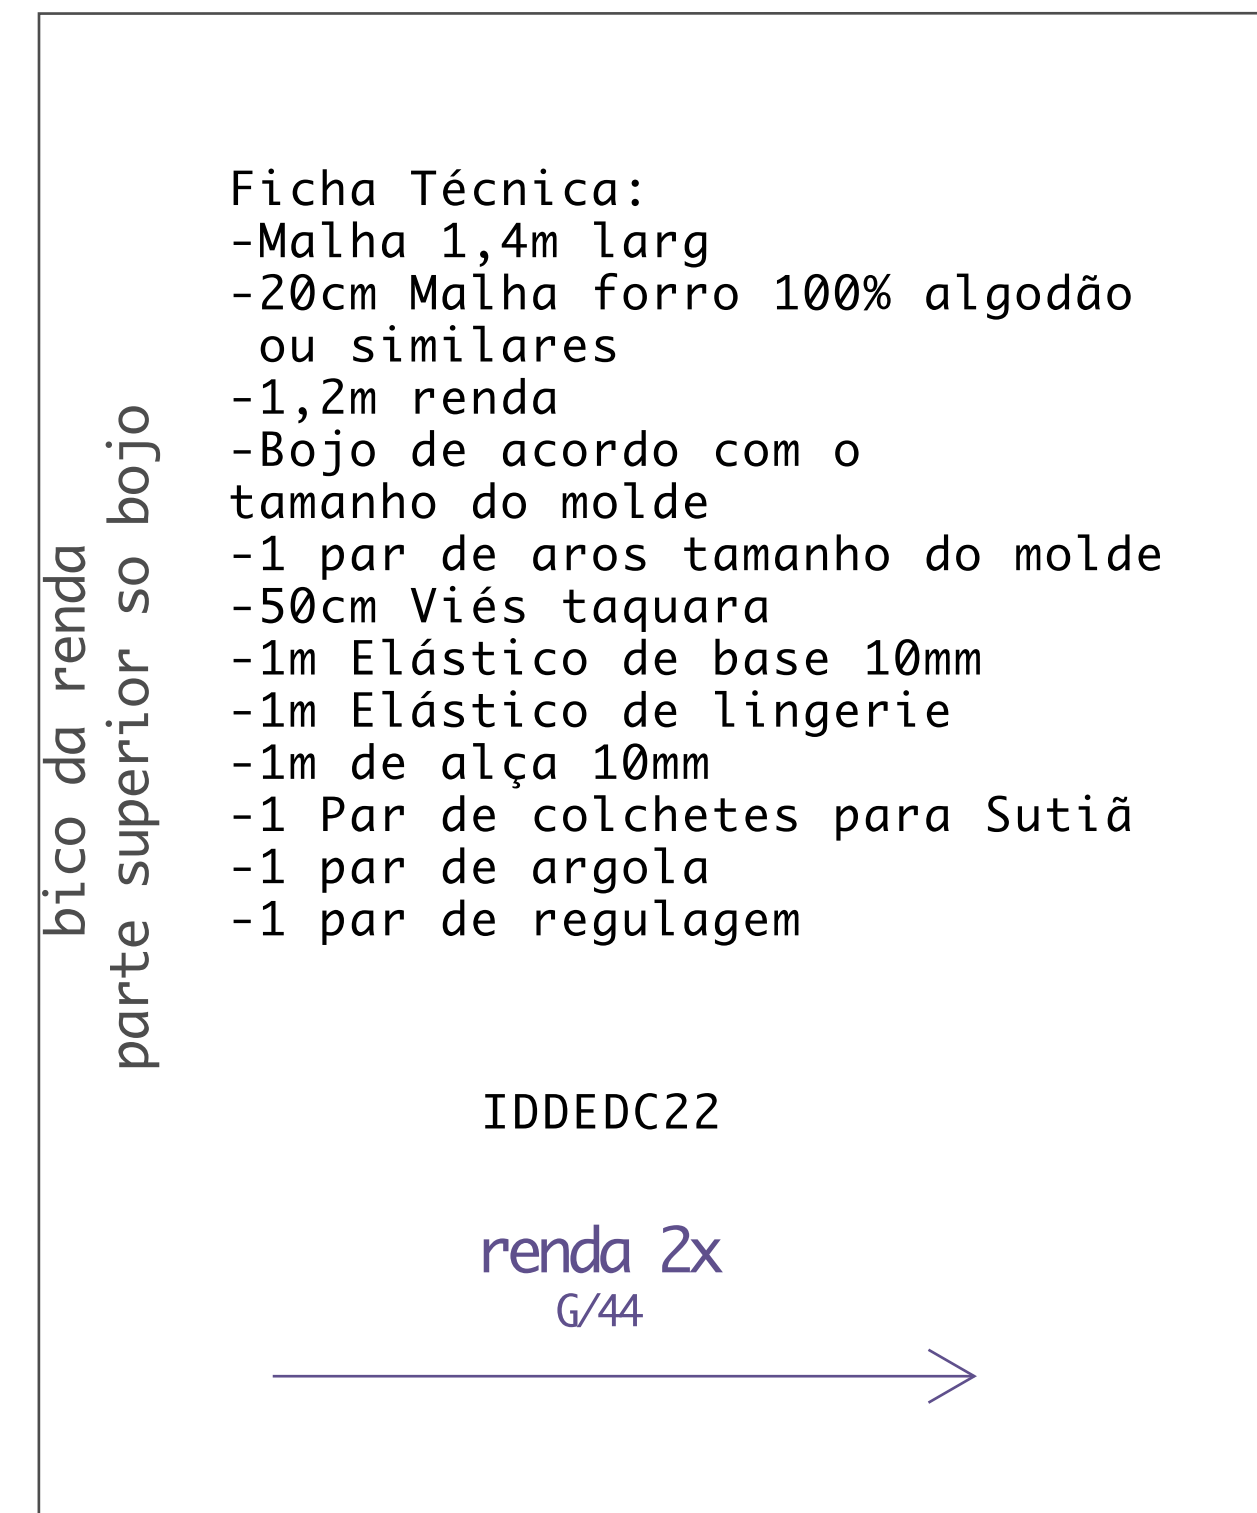 Ficha Técnica:
-Malha 1,4m larg
-20cm Malha forro 100% algodão
ou similares
-1,2m renda
-Bojo de acordo com o
tamanho do molde
-1 par de aros tamanho do molde
-50cm Viés taquara
-1m Elástico de base 10mm
-1m Elástico de lingerie
-1m de alça 10mm
-1 Par de colchetes para Sutiã
-1 par de argola
-1 par de regulagem
bico da renda
parte superior so bojo
IDDEDC22
renda 2x
G/44